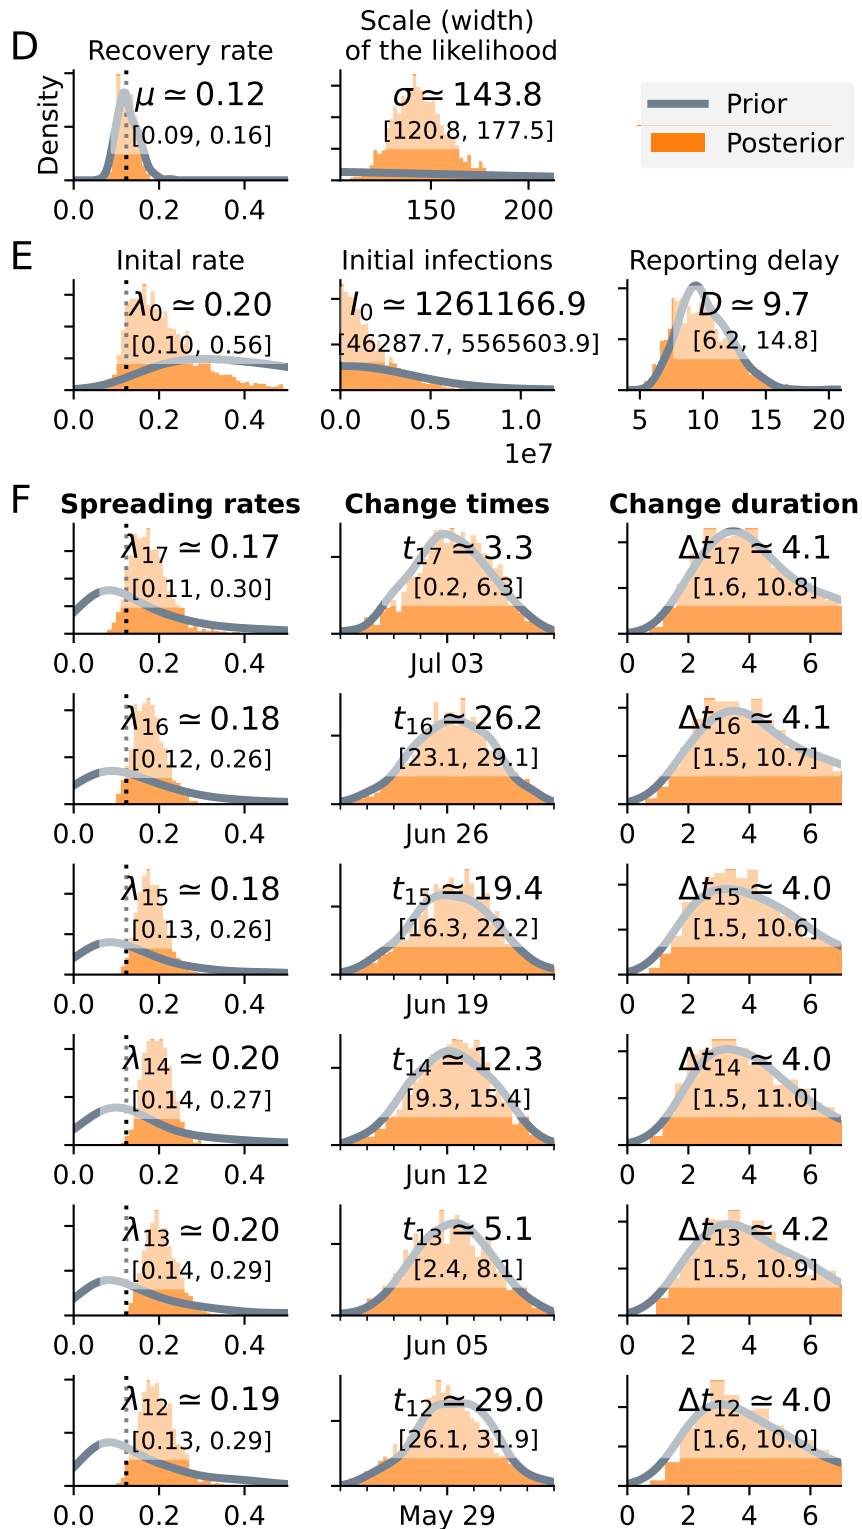 D
Recovery rate
Scale (width)
of the likelihood
Density
μ ≃ 0.12
[0.09, 0.16]
0.0 0.2 0.4
σ ≃ 143.8
[120.8, 177.5]
150 200
Prior
Posterior
E
Inital rate
λ0 ≃ 0.20
[0.10, 0.56]
0.0 0.2 0.4
Initial infections
I0 ≃ 1261166.9
[46287.7, 5565603.9]
0.0 0.5 1.0
1e7
Reporting delay
D ≃ 9.7
[6.2, 14.8]
5 10 15 20
F
Spreading rates
Change times
Change duration
λ17 ≃ 0.17
[0.11, 0.30]
0.0 0.2 0.4
t17 ≃ 3.3
[0.2, 6.3]
Jul 03
Δt17 ≃ 4.1
[1.6, 10.8]
0 2 4 6
λ16 ≃ 0.18
[0.12, 0.26]
0.0 0.2 0.4
t16 ≃ 26.2
[23.1, 29.1]
Jun 26
Δt16 ≃ 4.1
[1.5, 10.7]
0 2 4 6
λ15 ≃ 0.18
[0.13, 0.26]
0.0 0.2 0.4
t15 ≃ 19.4
[16.3, 22.2]
Jun 19
Δt15 ≃ 4.0
[1.5, 10.6]
0 2 4 6
λ14 ≃ 0.20
[0.14, 0.27]
0.0 0.2 0.4
t14 ≃ 12.3
[9.3, 15.4]
Jun 12
Δt14 ≃ 4.0
[1.5, 11.0]
0 2 4 6
λ13 ≃ 0.20
[0.14, 0.29]
0.0 0.2 0.4
t13 ≃ 5.1
[2.4, 8.1]
Jun 05
Δt13 ≃ 4.2
[1.5, 10.9]
0 2 4 6
λ12 ≃ 0.19
[0.13, 0.29]
0.0 0.2 0.4
t12 ≃ 29.0
[26.1, 31.9]
May 29
Δt12 ≃ 4.0
[1.6, 10.0]
0 2 4 6